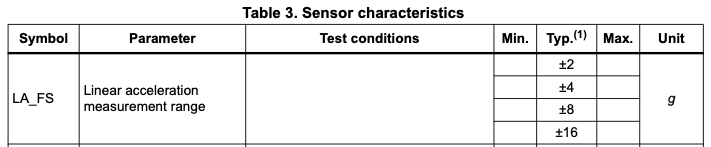 Table 3. Sensor characteristics
Symbol Parameter Test conditions Min. Typ.(1) Max. Unit
±2
±4
LA_FS Linear acceleration measurement range g
±8
±16